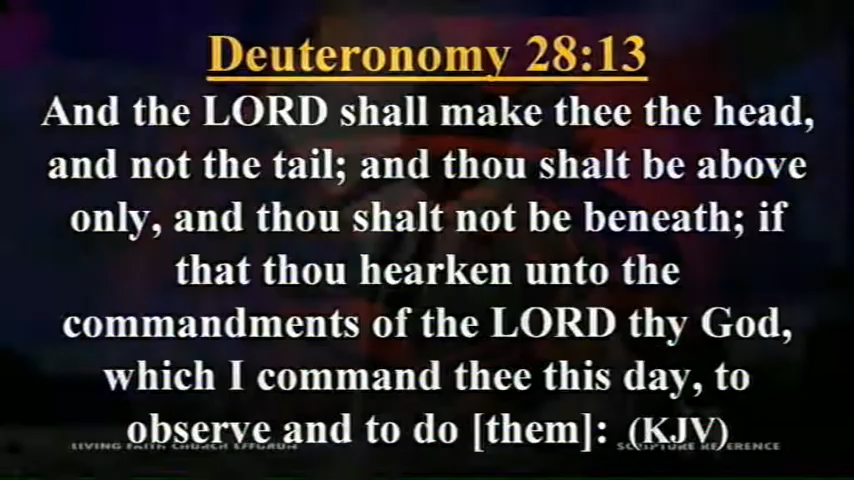 Deuteronomy 28:13
And the LORD shall make thee the head,
and not the tail; and thou shalt be above
only, and thou shalt not be beneath; if
that thou hearken unto the
commandments of the LORD thy God,
which I command thee this day, to
observe and to do [them]: (KJV)
LIVING FAITH CHURCH EFFURUN
SCRIPTURE REFERENCE